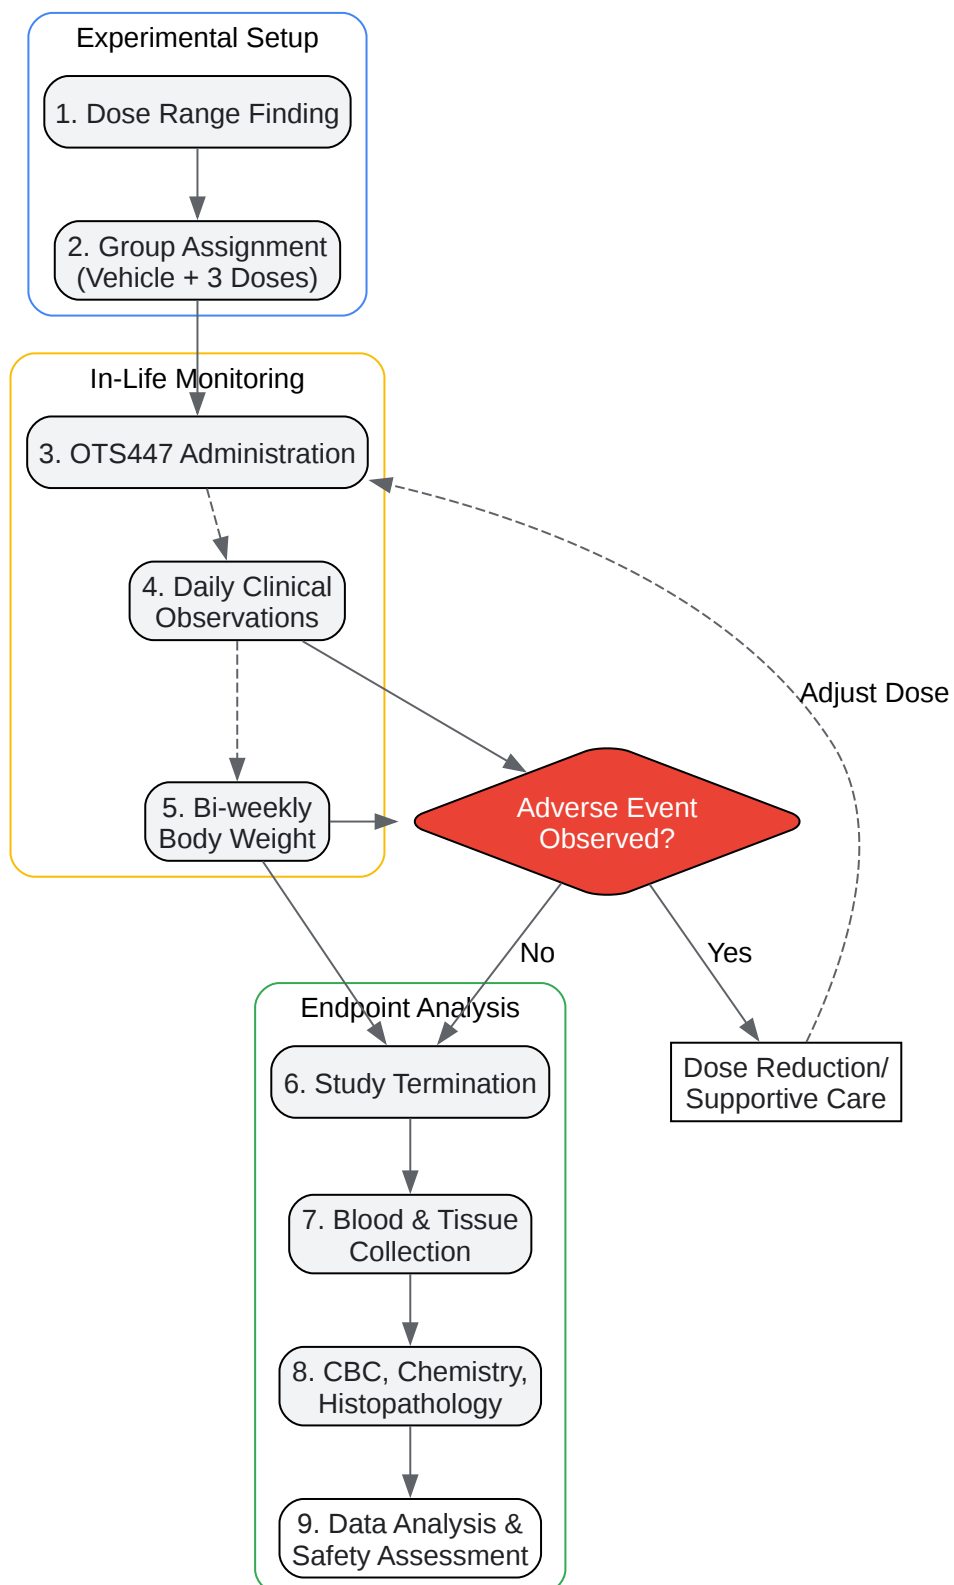 Experimental Setup
1. Dose Range Finding
2. Group Assignment
(Vehicle + 3 Doses)
In-Life Monitoring
3. OTS447 Administration
4. Daily Clinical
Observations
Adjust Dose
5. Bi-weekly
Body Weight
Adverse Event
Observed?
No
Yes
Endpoint Analysis
6. Study Termination
Dose Reduction/
Supportive Care
7. Blood & Tissue
Collection
8. CBC, Chemistry,
Histopathology
9. Data Analysis &
Safety Assessment